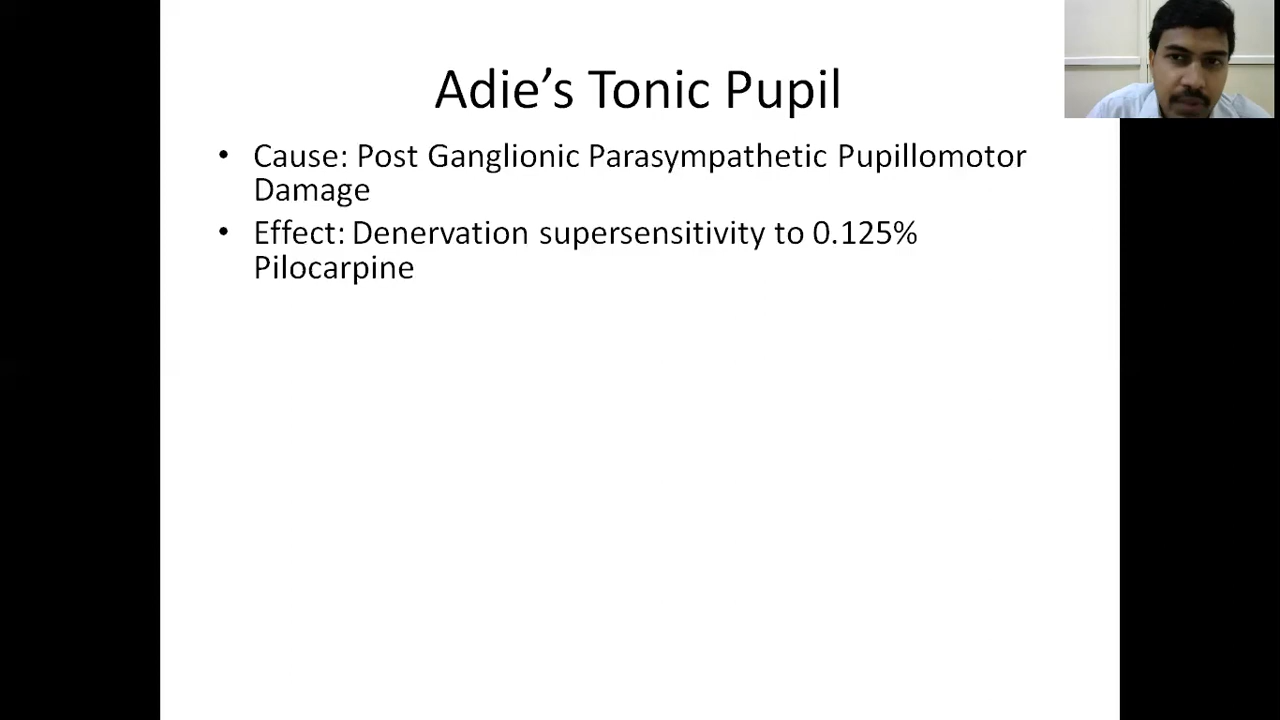 Adie’s Tonic Pupil
• Cause: Post Ganglionic Parasympathetic Pupillomotor
Damage
• Effect: Denervation supersensitivity to 0.125%
Pilocarpine